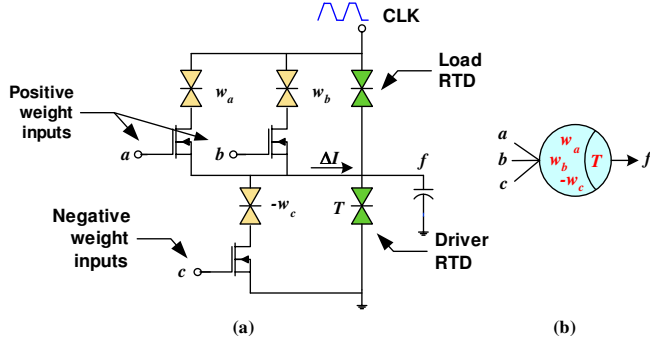 CLK
Load
RTD
w_a
w_b
Positive
weight
inputs
a
b
ΔI
f
-w_c
T
Negative
weight
inputs
c
Driver
RTD
(a)
a
b
c
w_a
w_b
-w_c
T
f
(b)